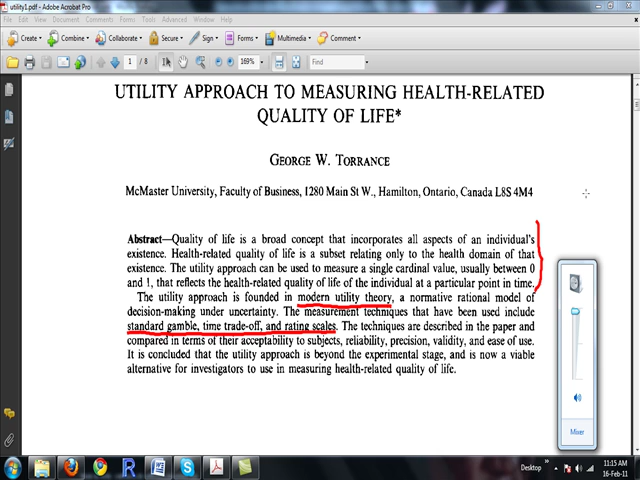 utility1.pdf - Adobe Acrobat Pro
File Edit View Document Comments Forms Tools Advanced Window Help
Create Combine Collaborate Secure Sign Forms Multimedia Comment
1 / 8 169% Find
UTILITY APPROACH TO MEASURING HEALTH-RELATED
QUALITY OF LIFE*
GEORGE W. TORRANCE
McMaster University, Faculty of Business, 1280 Main St W., Hamilton, Ontario, Canada L8S 4M4
Abstract—Quality of life is a broad concept that incorporates all aspects of an individual's
existence. Health-related quality of life is a subset relating only to the health domain of that
existence. The utility approach can be used to measure a single cardinal value, usually between 0
and 1, that reflects the health-related quality of life of the individual at a particular point in time.
The utility approach is founded in modern utility theory, a normative rational model of
decision-making under uncertainty. The measurement techniques that have been used include
standard gamble, time trade-off, and rating scales. The techniques are described in the paper and
compared in terms of their acceptability to subjects, reliability, precision, validity, and ease of use.
It is concluded that the utility approach is beyond the experimental stage, and is now a viable
alternative for investigators to use in measuring health-related quality of life.
Mixer
Desktop
11:15 AM
16-Feb-11